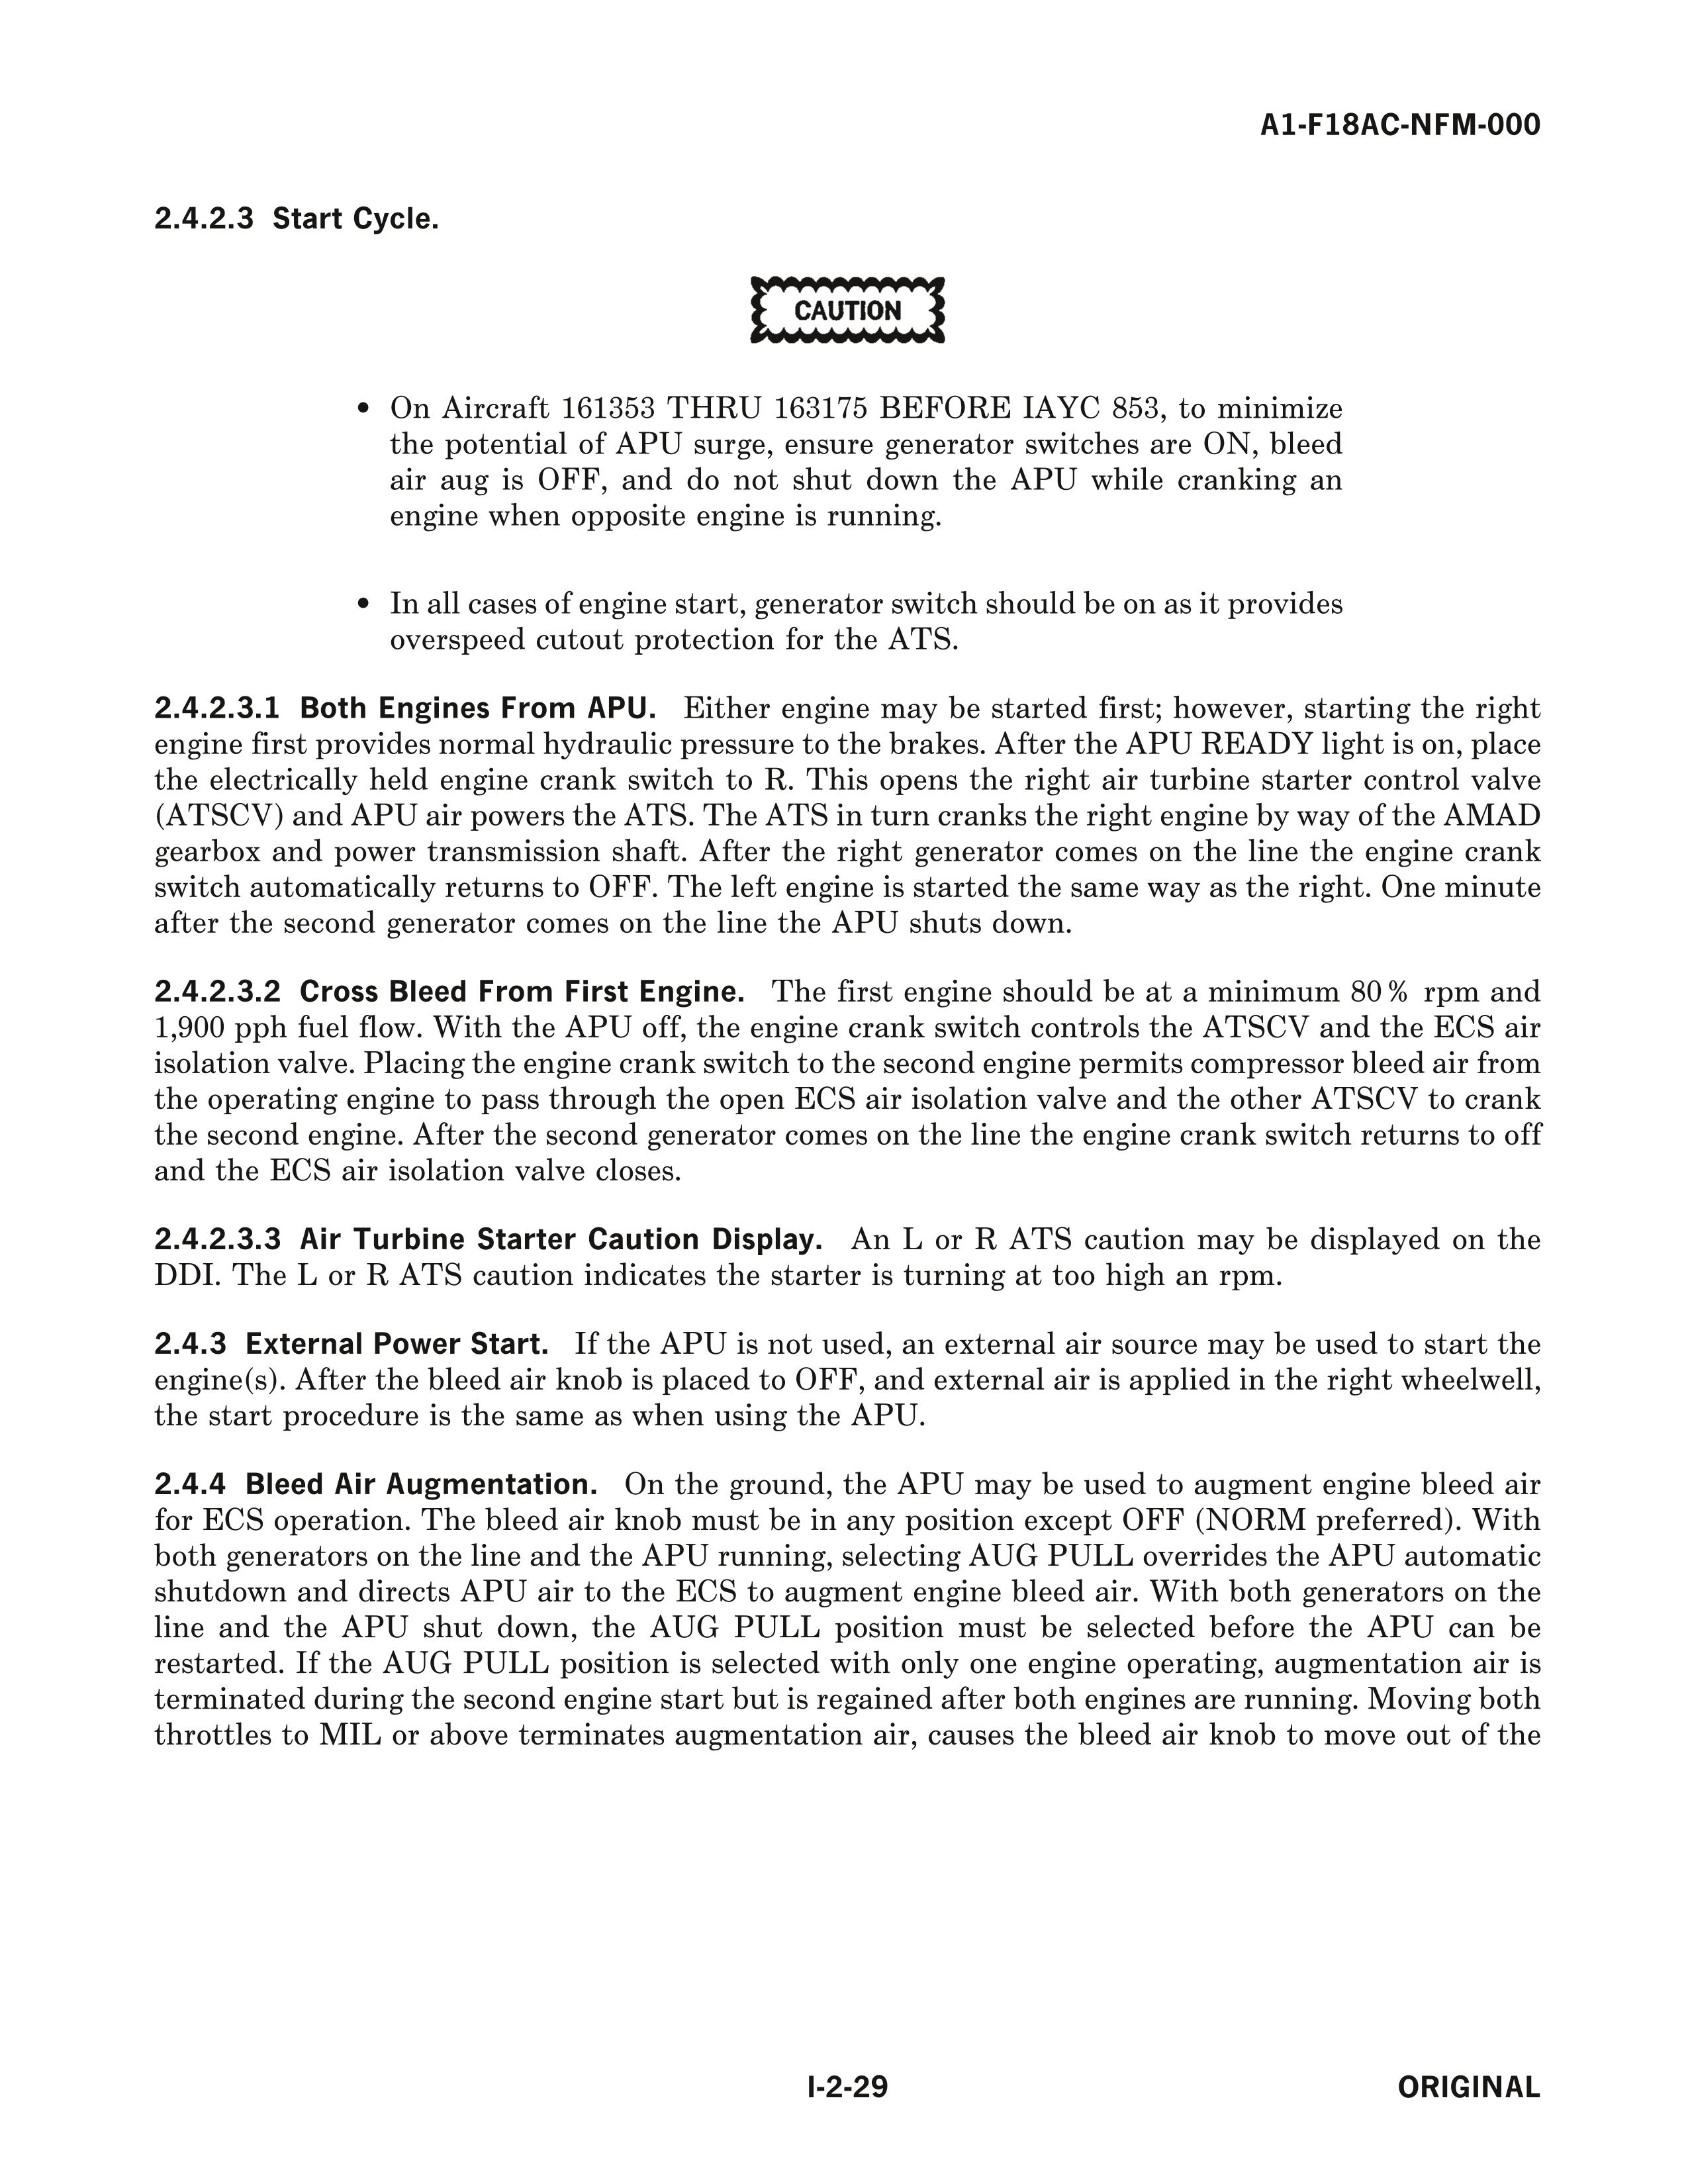 A1-F18AC-NFM-000
2.4.2.3 Start Cycle.
CAUTION
• On Aircraft 161353 THRU 163175 BEFORE IAYC 853, to minimize
the potential of APU surge, ensure generator switches are ON, bleed
air aug is OFF, and do not shut down the APU while cranking an
engine when opposite engine is running.
• In all cases of engine start, generator switch should be on as it provides
overspeed cutout protection for the ATS.
2.4.2.3.1 Both Engines From APU. Either engine may be started first; however, starting the right
engine first provides normal hydraulic pressure to the brakes. After the APU READY light is on, place
the electrically held engine crank switch to R. This opens the right air turbine starter control valve
(ATSCV) and APU air powers the ATS. The ATS in turn cranks the right engine by way of the AMAD
gearbox and power transmission shaft. After the right generator comes on the line the engine crank
switch automatically returns to OFF. The left engine is started the same way as the right. One minute
after the second generator comes on the line the APU shuts down.
2.4.2.3.2 Cross Bleed From First Engine. The first engine should be at a minimum 80% rpm and
1,900 pph fuel flow. With the APU off, the engine crank switch controls the ATSCV and the ECS air
isolation valve. Placing the engine crank switch to the second engine permits compressor bleed air from
the operating engine to pass through the open ECS air isolation valve and the other ATSCV to crank
the second engine. After the second generator comes on the line the engine crank switch returns to off
and the ECS air isolation valve closes.
2.4.2.3.3 Air Turbine Starter Caution Display. An L or R ATS caution may be displayed on the
DDI. The L or R ATS caution indicates the starter is turning at too high an rpm.
2.4.3 External Power Start. If the APU is not used, an external air source may be used to start the
engine(s). After the bleed air knob is placed to OFF, and external air is applied in the right wheelwell,
the start procedure is the same as when using the APU.
2.4.4 Bleed Air Augmentation. On the ground, the APU may be used to augment engine bleed air
for ECS operation. The bleed air knob must be in any position except OFF (NORM preferred). With
both generators on the line and the APU running, selecting AUG PULL overrides the APU automatic
shutdown and directs APU air to the ECS to augment engine bleed air. With both generators on the
line and the APU shut down, the AUG PULL position must be selected before the APU can be
restarted. If the AUG PULL position is selected with only one engine operating, augmentation air is
terminated during the second engine start but is regained after both engines are running. Moving both
throttles to MIL or above terminates augmentation air, causes the bleed air knob to move out of the
I-2-29
ORIGINAL